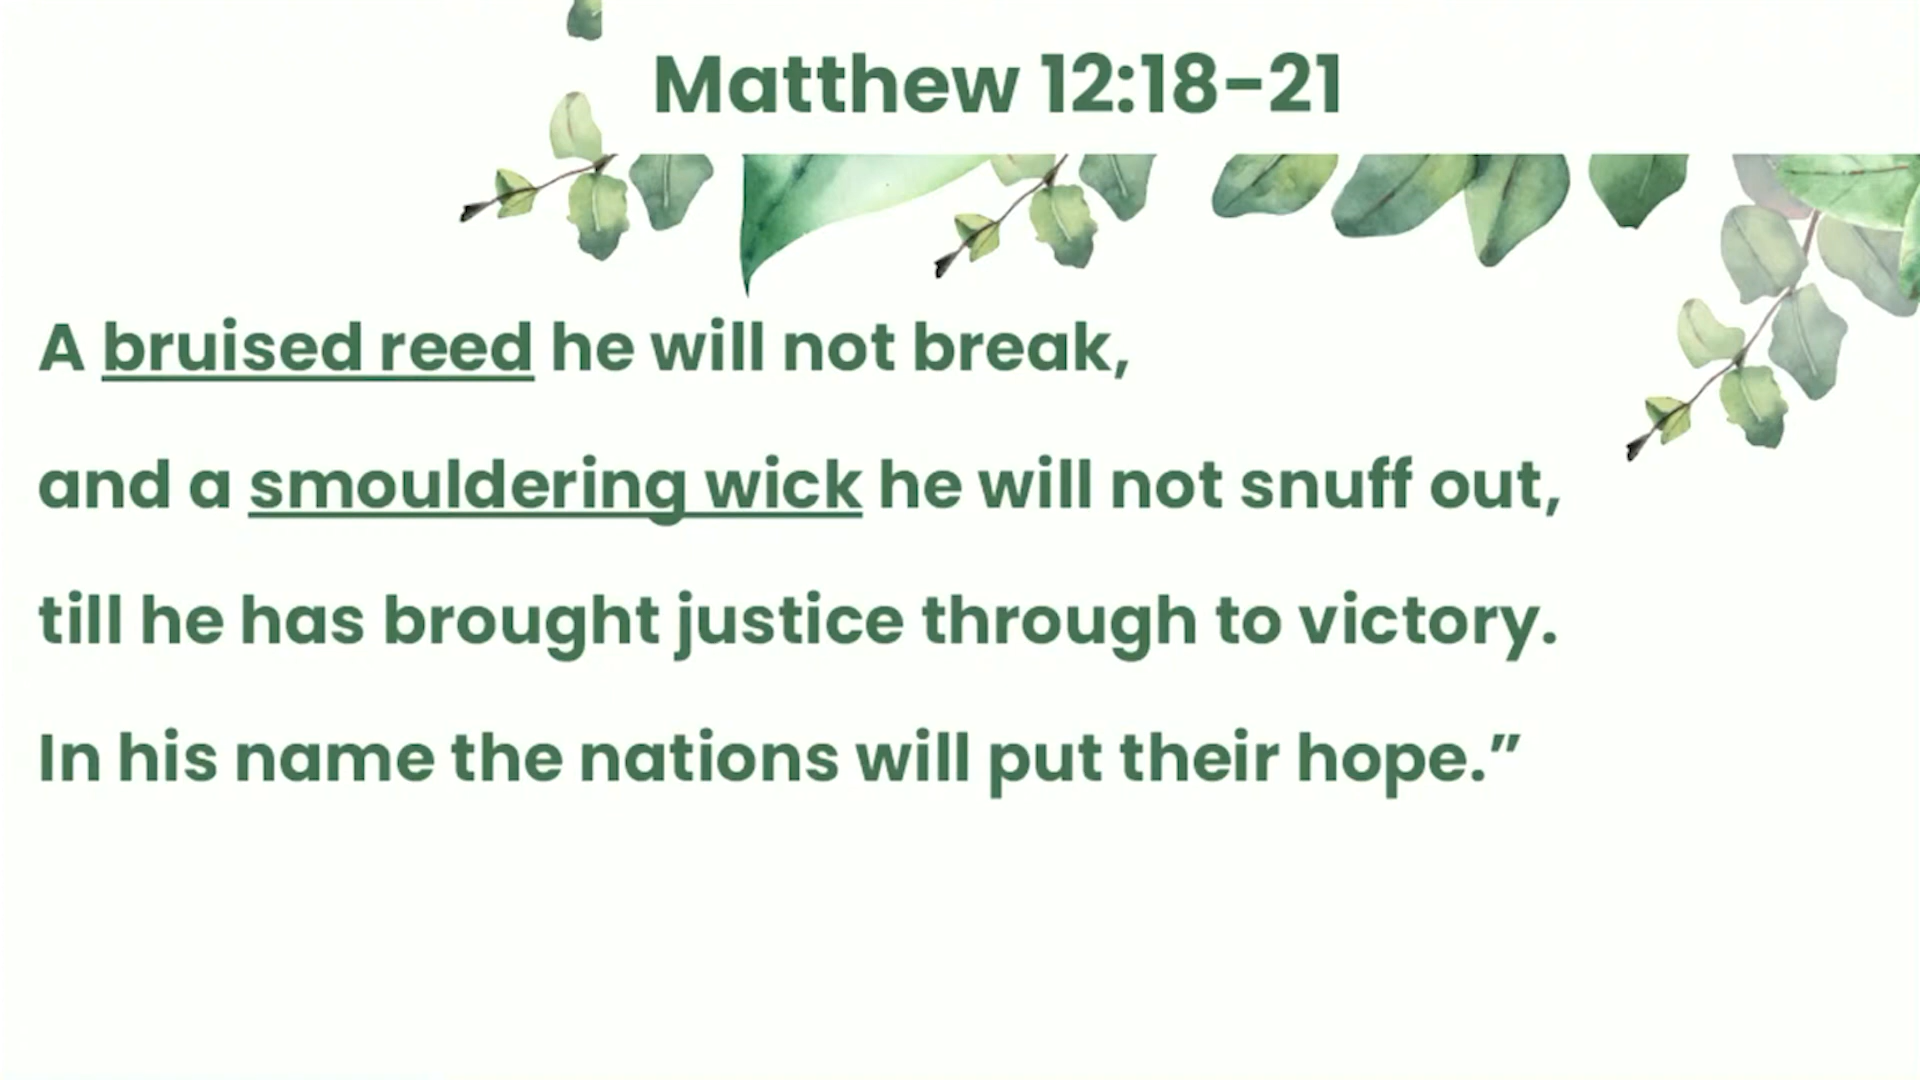 Matthew 12:18-21
A bruised reed he will not break,
and a smouldering wick he will not snuff out,
till he has brought justice through to victory.
In his name the nations will put their hope.”